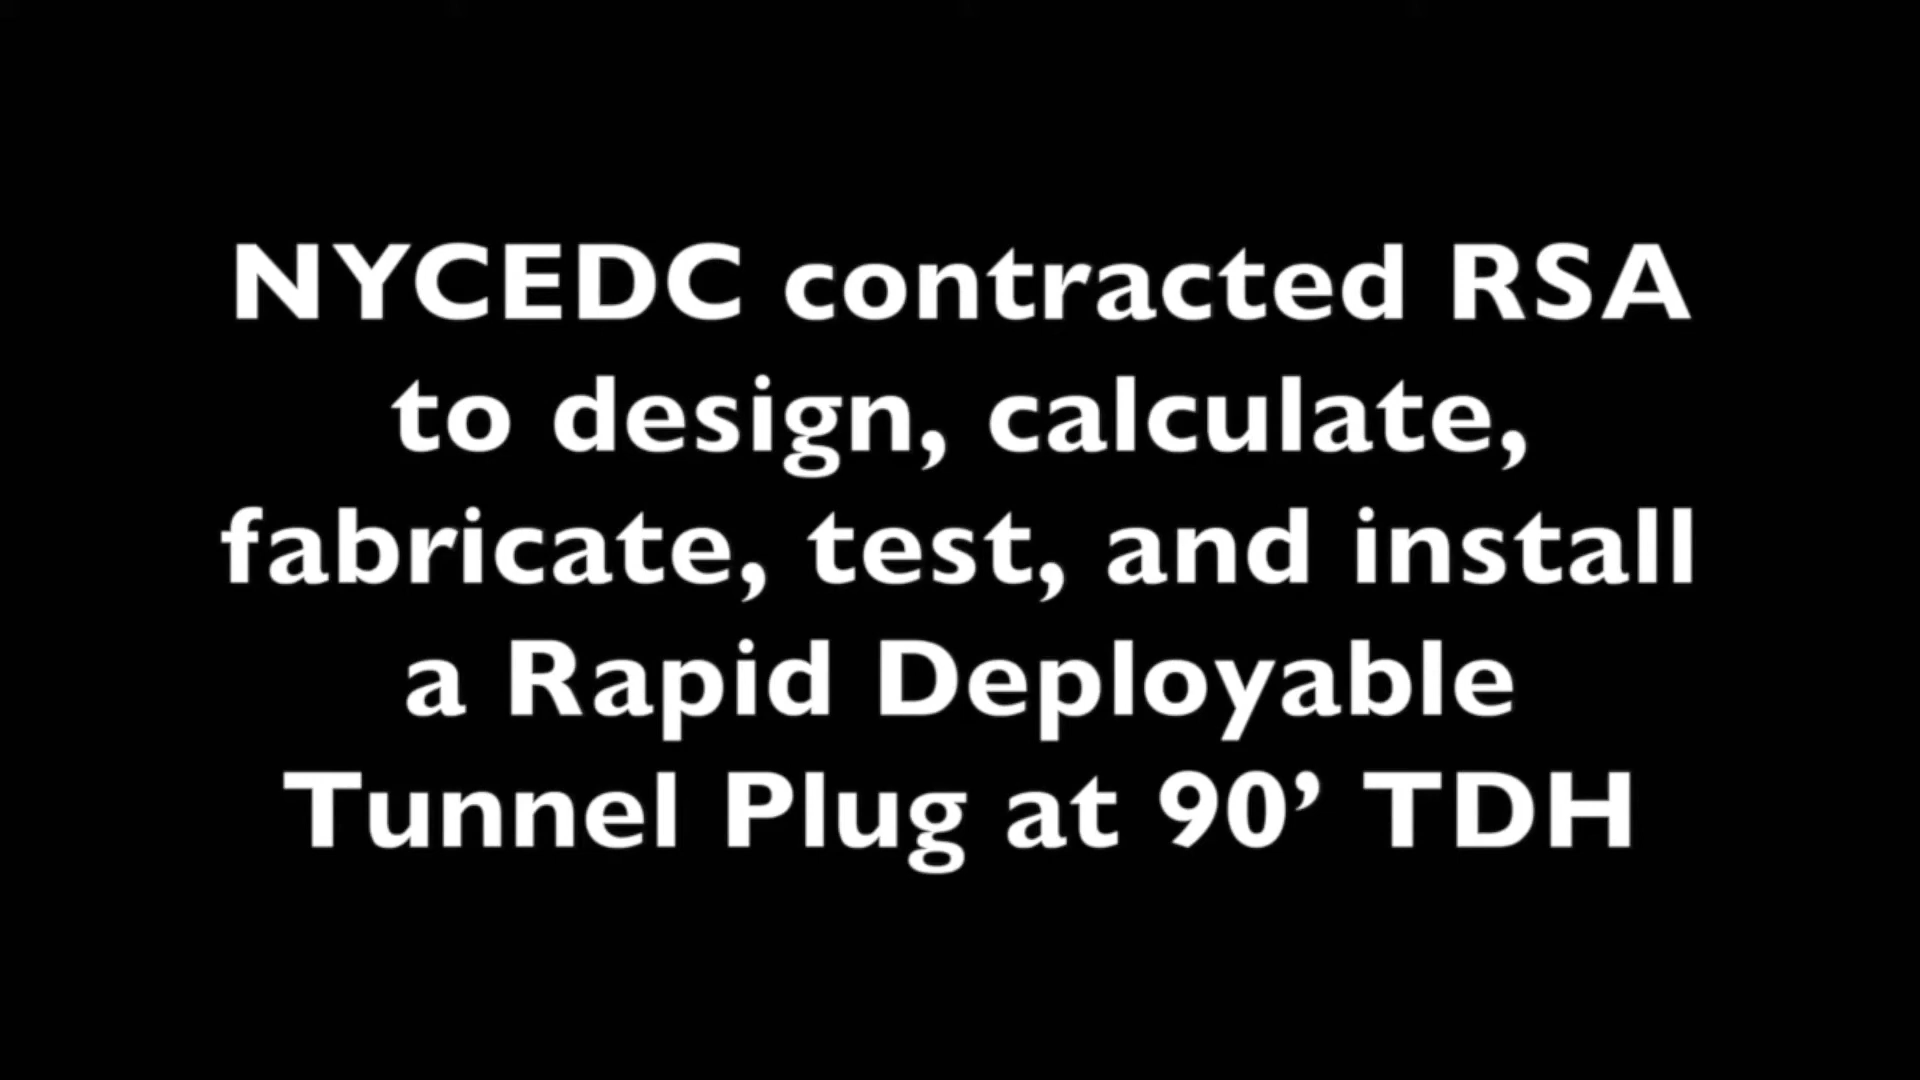 NYCEDC contracted RSA
to design, calculate,
fabricate, test, and install
a Rapid Deployable
Tunnel Plug at 90’ TDH